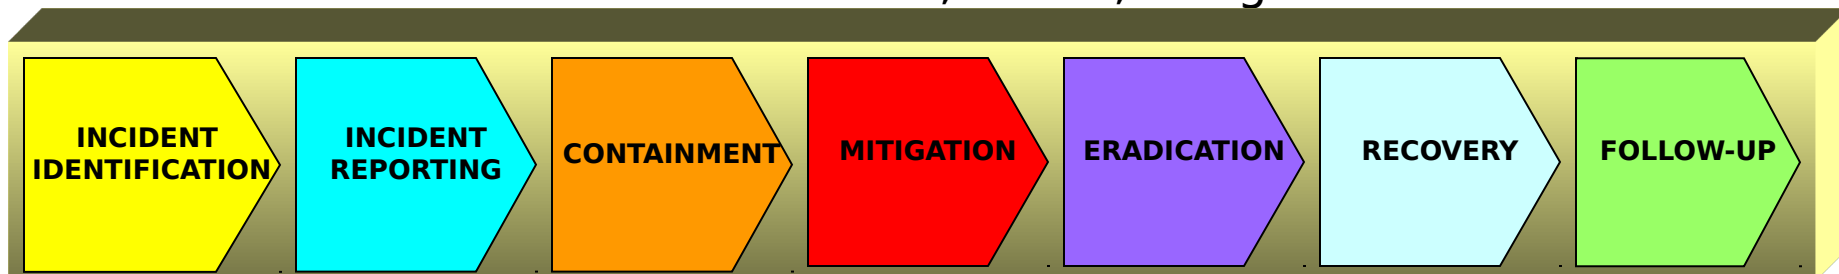 INCIDENT
IDENTIFICATION
INCIDENT
REPORTING
CONTAINMENT
MITIGATION
ERADICATION
RECOVERY
FOLLOW-UP